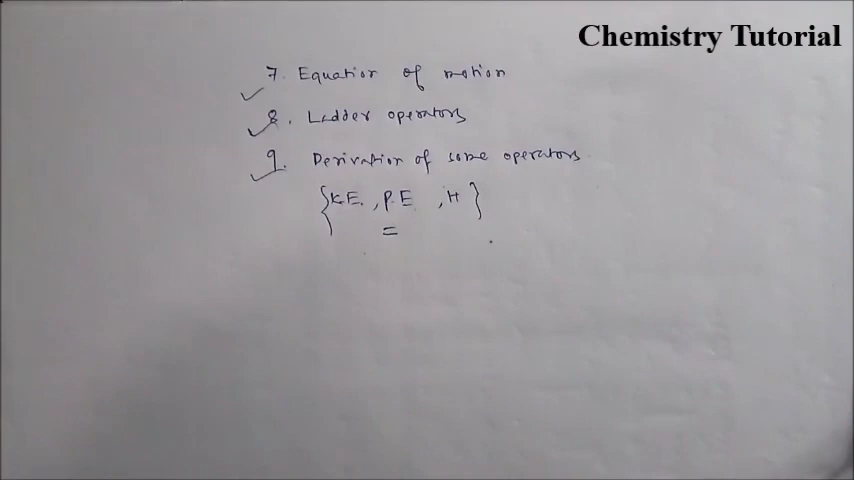 Chemistry Tutorial
7. Equation of motion
8. Ladder operators
9. Derivation of some operators.
{K.E., P.E, H}
=